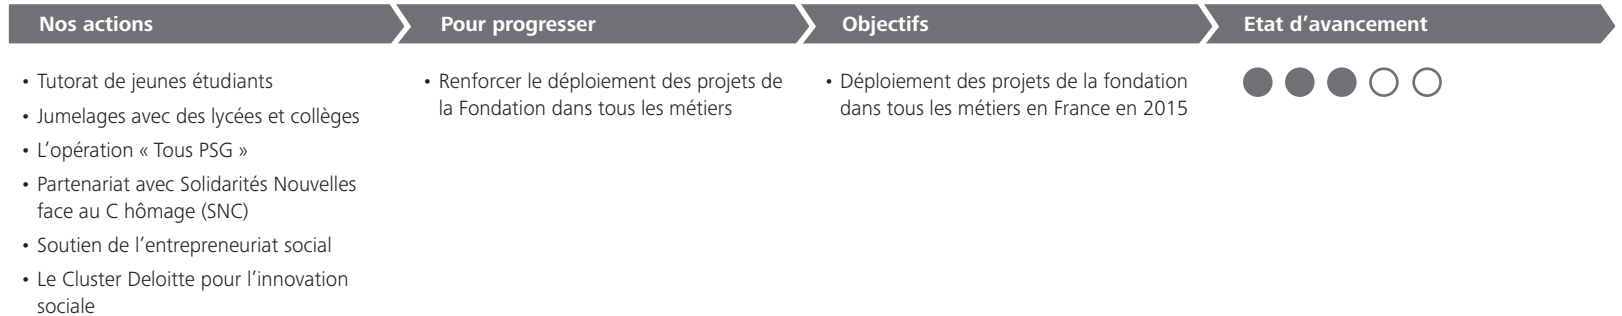 Nos actions
Pour progresser
Objectifs
Etat d’avancement
• Tutorat de jeunes étudiants
• Jumelages avec des lycées et collèges
• L’opération « Tous PSG »
• Partenariat avec Solidarités Nouvelles
face au C hômage (SNC)
• Soutien de l’entrepreneuriat social
• Le Cluster Deloitte pour l’innovation
sociale
• Renforcer le déploiement des projets de
la Fondation dans tous les métiers
• Déploiement des projets de la fondation
dans tous les métiers en France en 2015